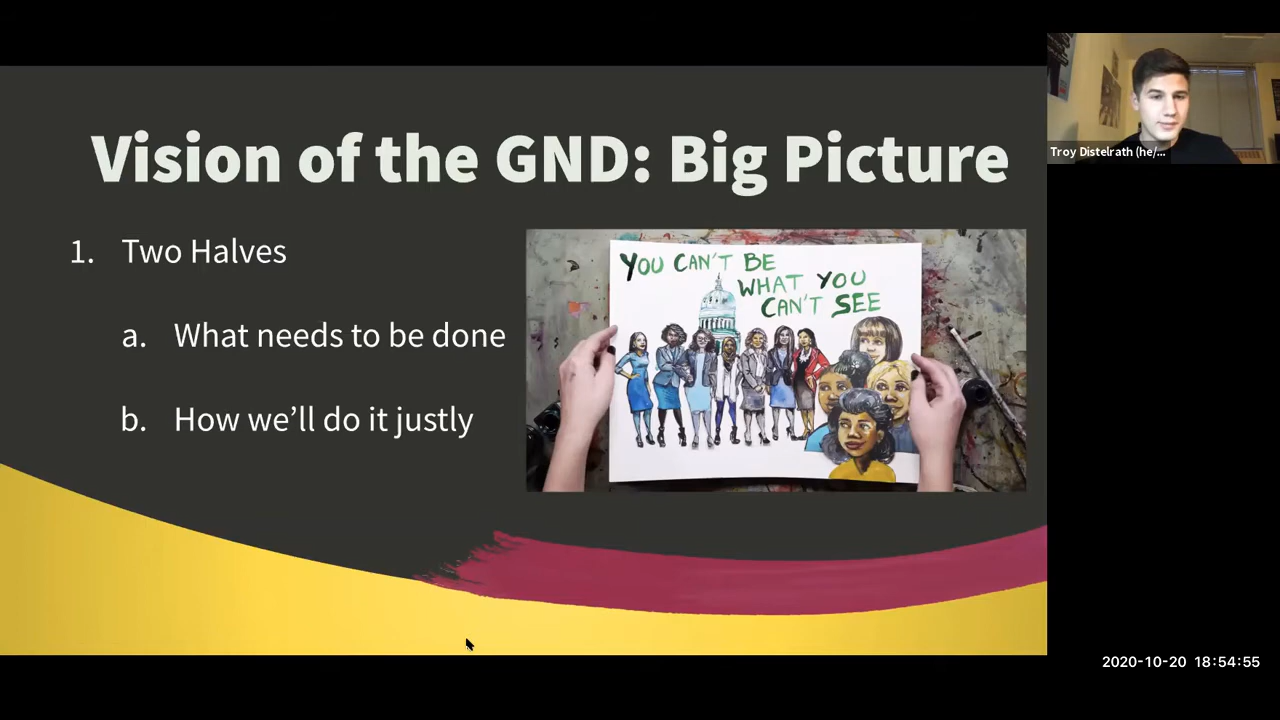 Vision of the GND: Big Picture
1. Two Halves
a. What needs to be done
b. How we'll do it justly
YOU CAN'T BE
WHAT YOU
CAN'T SEE
Troy Distelrath (he/...
2020-10-20 18:54:55